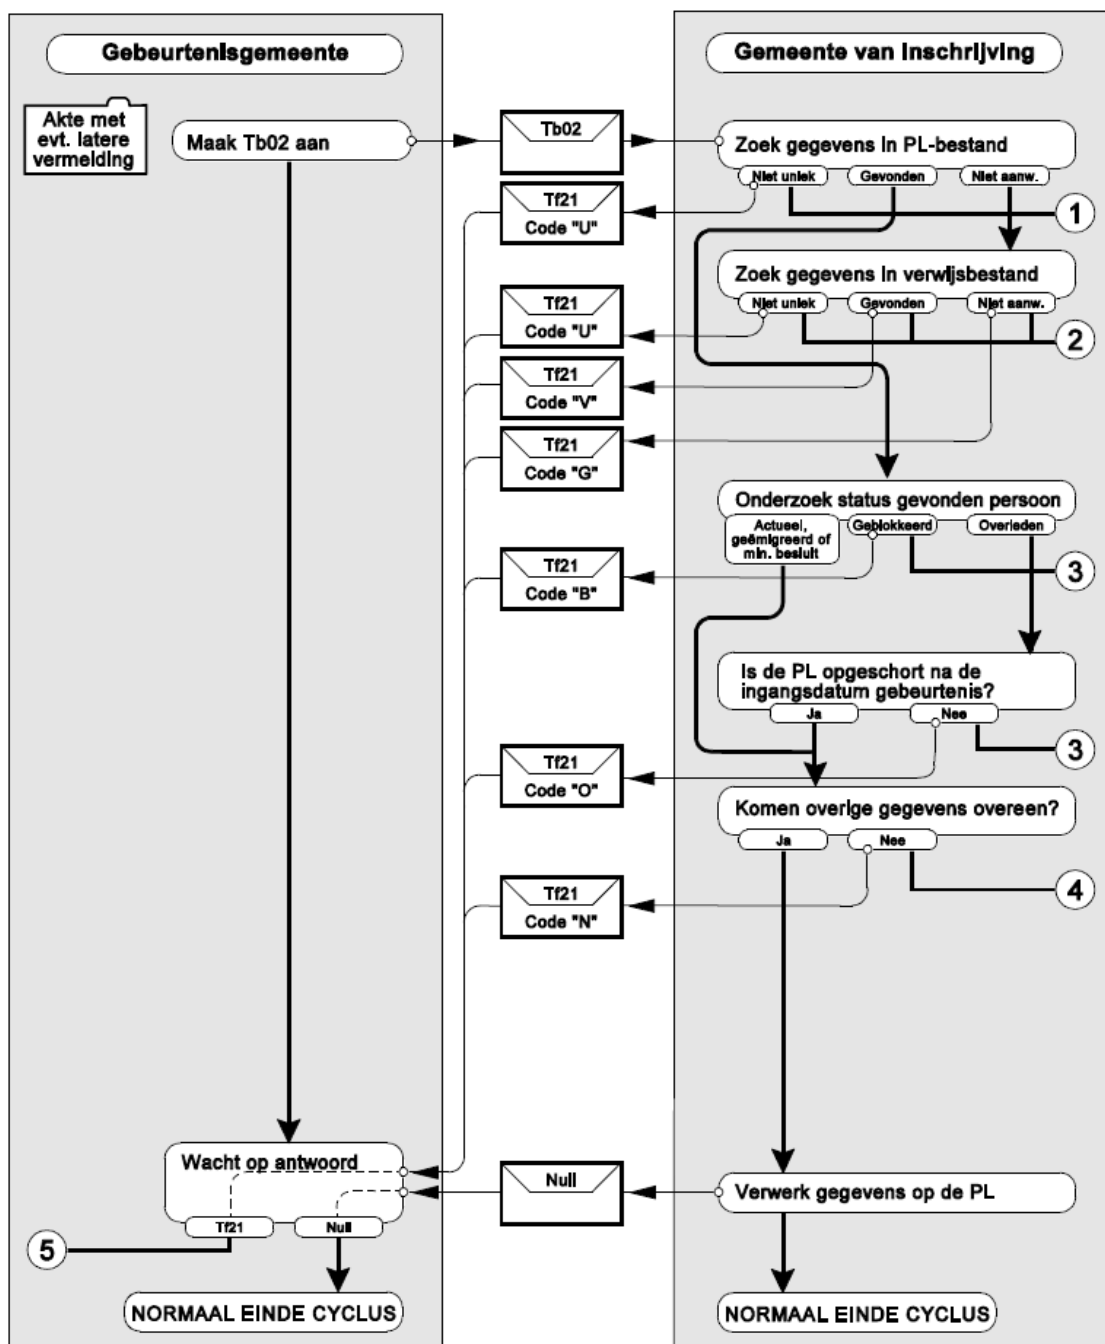 Gebeurtenisgemeente
Gemeente van inschrijving
Akte met
evt. latere
vermelding
Maak Tb02 aan
Tb02
Zoek gegevens in PL-bestand
Niet uniek
Gevonden
Niet aanw.
Tf21
Code "U"
1
Zoek gegevens in verwijsbestand
Niet uniek
Gevonden
Niet aanw.
Tf21
Code "U"
2
Tf21
Code "V"
Tf21
Code "G"
Onderzoek status gevonden persoon
Actueel,
geëmigreerd of
min. besluit
Geblokkeerd
Overleden
Tf21
Code "B"
3
Is de PL opgeschort na de
ingangsdatum gebeurtenis?
Ja
Nee
3
Tf21
Code "O"
Komen overige gegevens overeen?
Ja
Nee
Tf21
Code "N"
4
Wacht op antwoord
Tf21
Null
Null
Verwerk gegevens op de PL
5
NORMAAL EINDE CYCLUS
NORMAAL EINDE CYCLUS